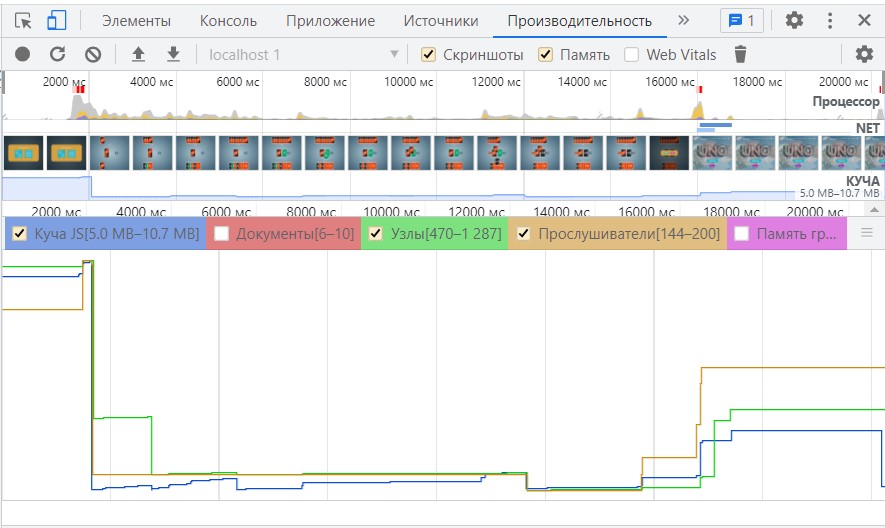 Элементы Консоль Приложение Источники Производительность » 1
localhost 1 Скриншоты Память Web Vitals
2000 мс 4000 мс 6000 мс 8000 мс 10000 мс 12000 мс 14000 мс 16000 мс 18000 мс 20000 мс
Процессор
NET
UNO UNO UNO UNO
КУЧА
5.0 MB–10.7 MB
2000 мс 4000 мс 6000 мс 8000 мс 10000 мс 12000 мс 14000 мс 16000 мс 18000 мс 20000 мс
Куча JS[5.0 MB–10.7 MB] Документы[6–10] Узлы[470–1 287] Прослушиватели[144–200] Память гр...